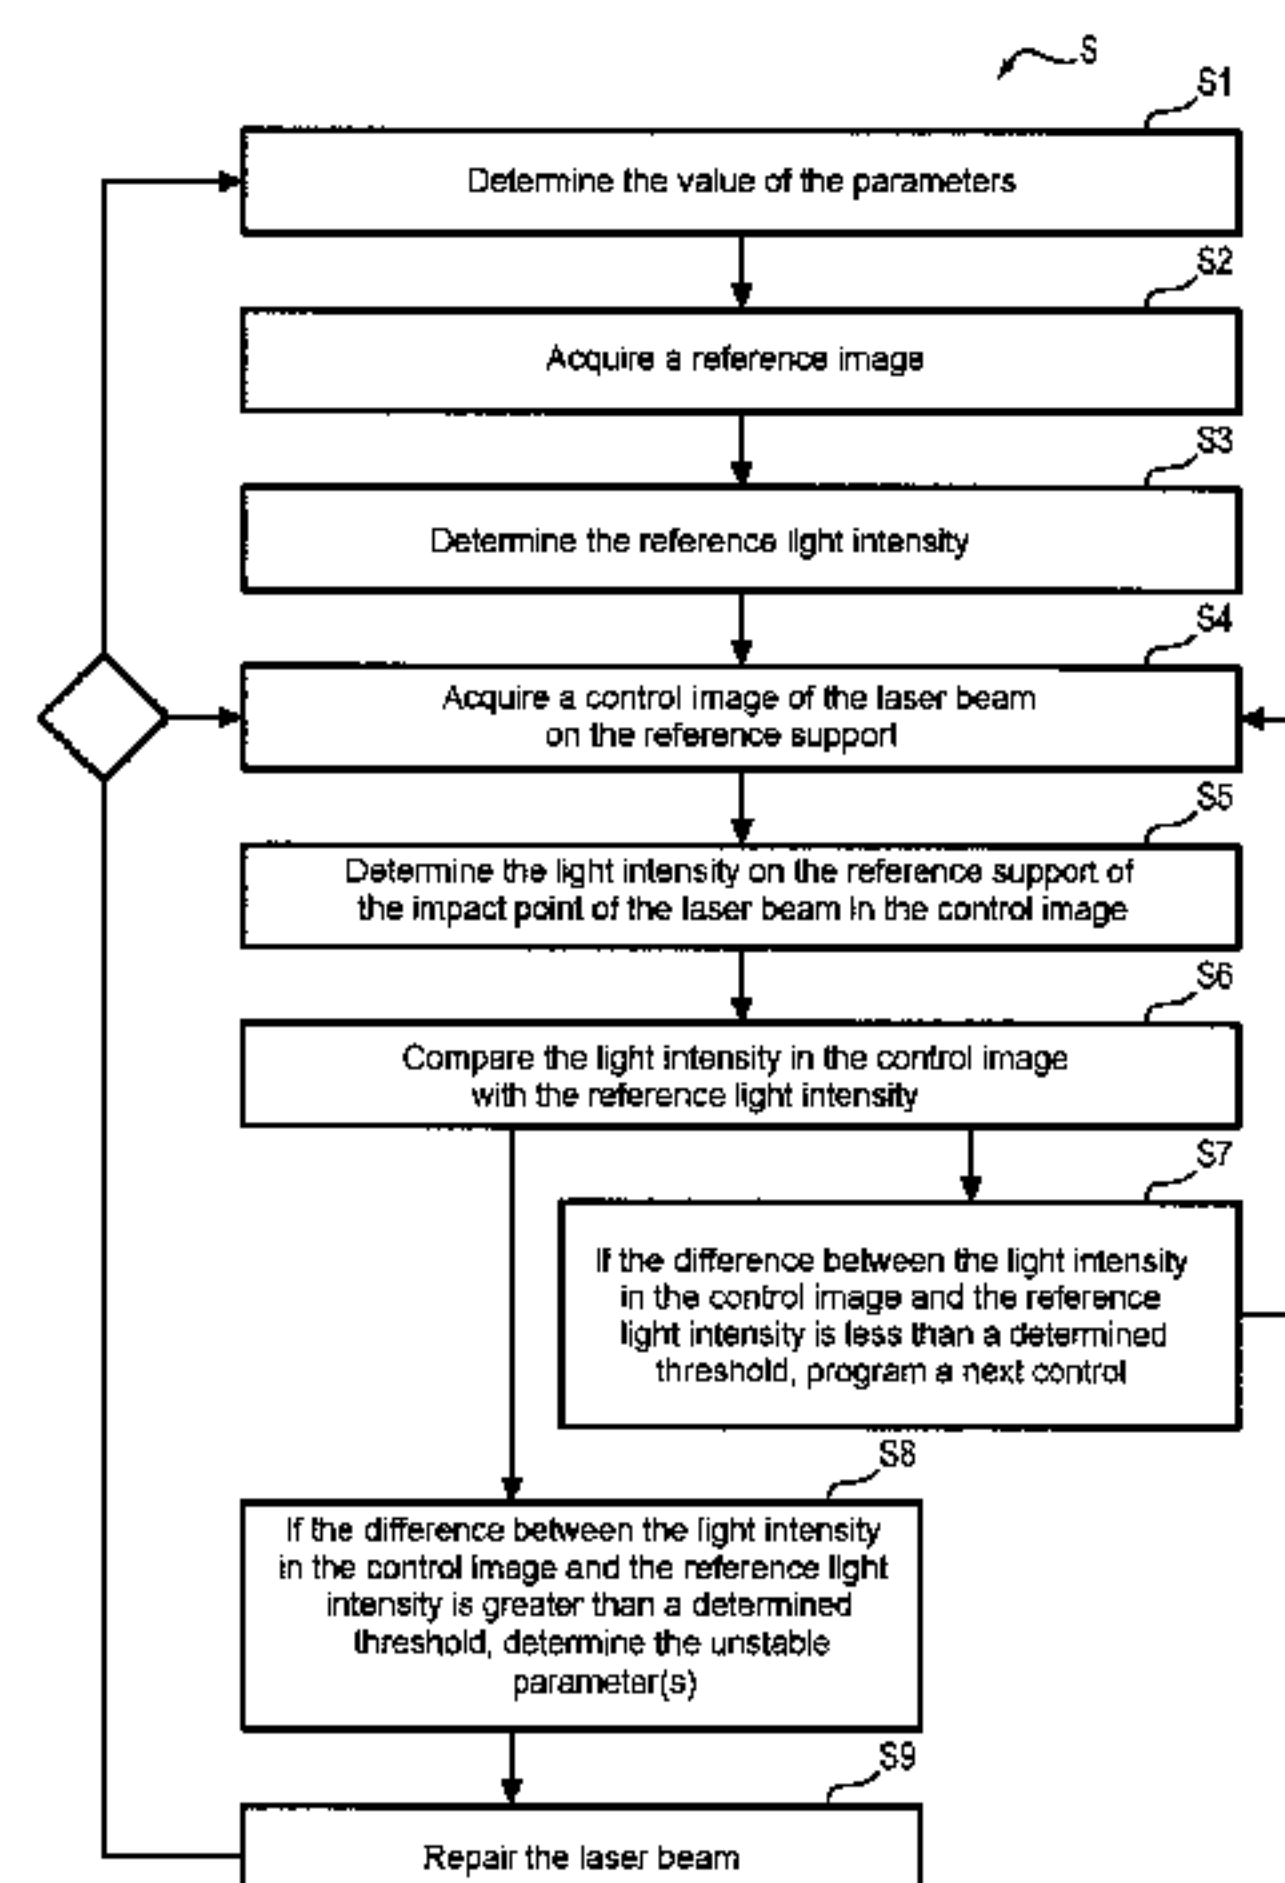 S
S1
Determine the value of the parameters
S2
Acquire a reference image
S3
Determine the reference light intensity
S4
Acquire a control image of the laser beam
on the reference support
S5
Determine the light intensity on the reference support of
the impact point of the laser beam in the control image
S6
Compare the light intensity in the control image
with the reference light intensity
S7
If the difference between the light intensity
in the control image and the reference
light intensity is less than a determined
threshold, program a next control
S8
If the difference between the light intensity
in the control image and the reference light
intensity is greater than a determined
threshold, determine the unstable
parameter(s)
S9
Repair the laser beam